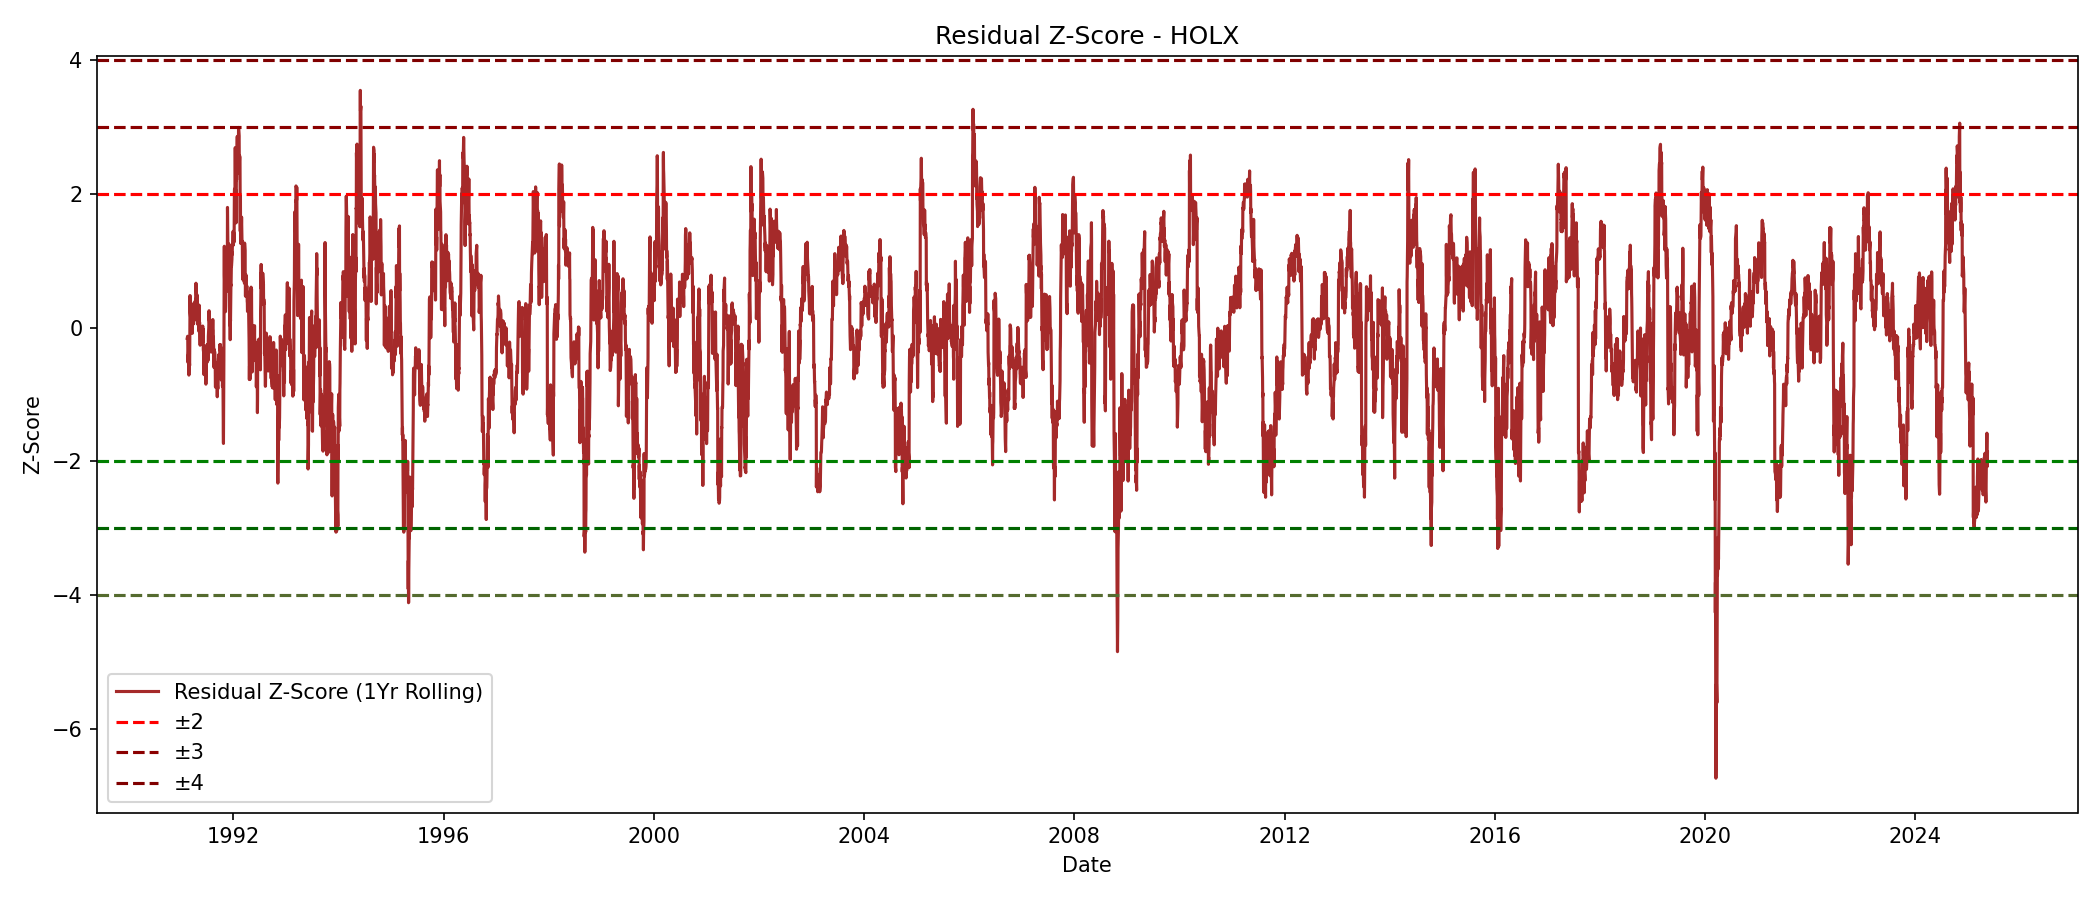 Residual Z-Score - HOLX
4
2
0
−2
−4
−6
Z-Score
Residual Z-Score (1Yr Rolling)
±2
±3
±4
1992 1996 2000 2004 2008 2012 2016 2020 2024
Date